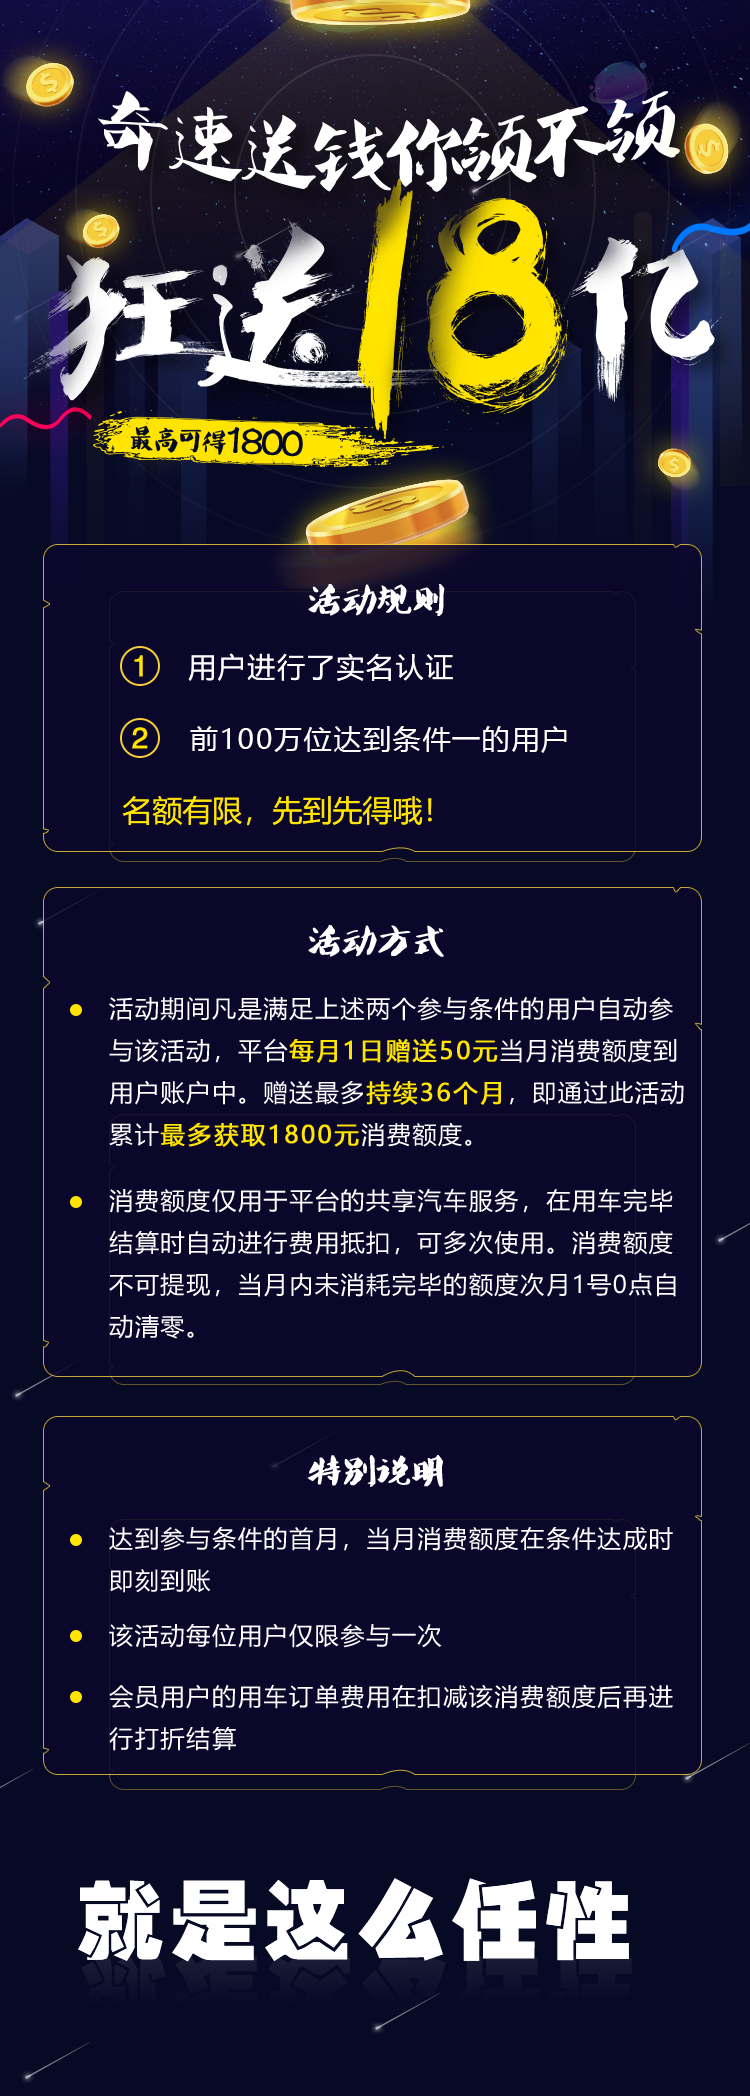 奇速送钱你领不领
狂送18亿
最高可得1800
活动规则
① 用户进行了实名认证
② 前100万位达到条件一的用户
名额有限，先到先得哦！
活动方式
活动期间凡是满足上述两个参与条件的用户自动参
与该活动，平台每月1日赠送50元当月消费额度到
用户账户中。赠送最多持续36个月，即通过此活动
累计最多获取1800元消费额度。
消费额度仅用于平台的共享汽车服务，在用车完毕
结算时自动进行费用抵扣，可多次使用。消费额度
不可提现，当月内未消耗完毕的额度次月1号0点自
动清零。
特别说明
达到参与条件的首月，当月消费额度在条件达成时
即刻到账
该活动每位用户仅限参与一次
会员用户的用车订单费用在扣减该消费额度后再进
行打折结算
就是这么任性